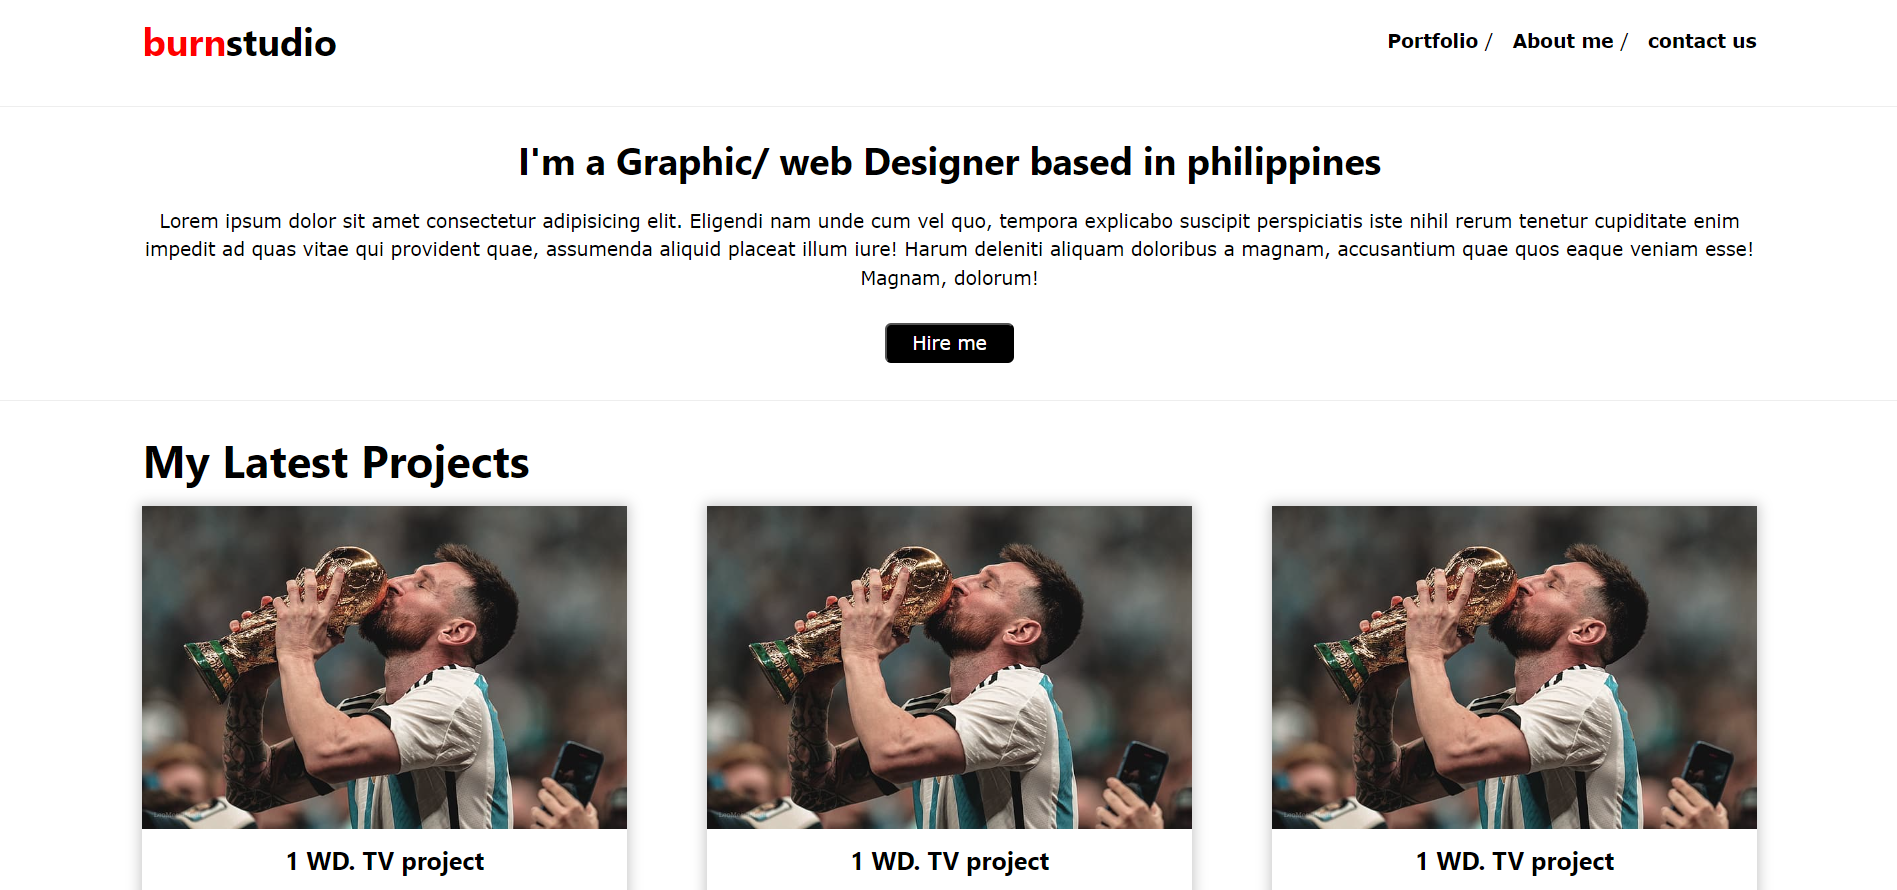 burnstudio
Portfolio / About me / contact us
I'm a Graphic/ web Designer based in philippines
Lorem ipsum dolor sit amet consectetur adipisicing elit. Eligendi nam unde cum vel quo, tempora explicabo suscipit perspiciatis iste nihil rerum tenetur cupiditate enim
impedit ad quas vitae qui provident quae, assumenda aliquid placeat illum iure! Harum deleniti aliquam doloribus a magnam, accusantium quae quos eaque veniam esse!
Magnam, dolorum!
Hire me
My Latest Projects
1 WD. TV project
1 WD. TV project
1 WD. TV project